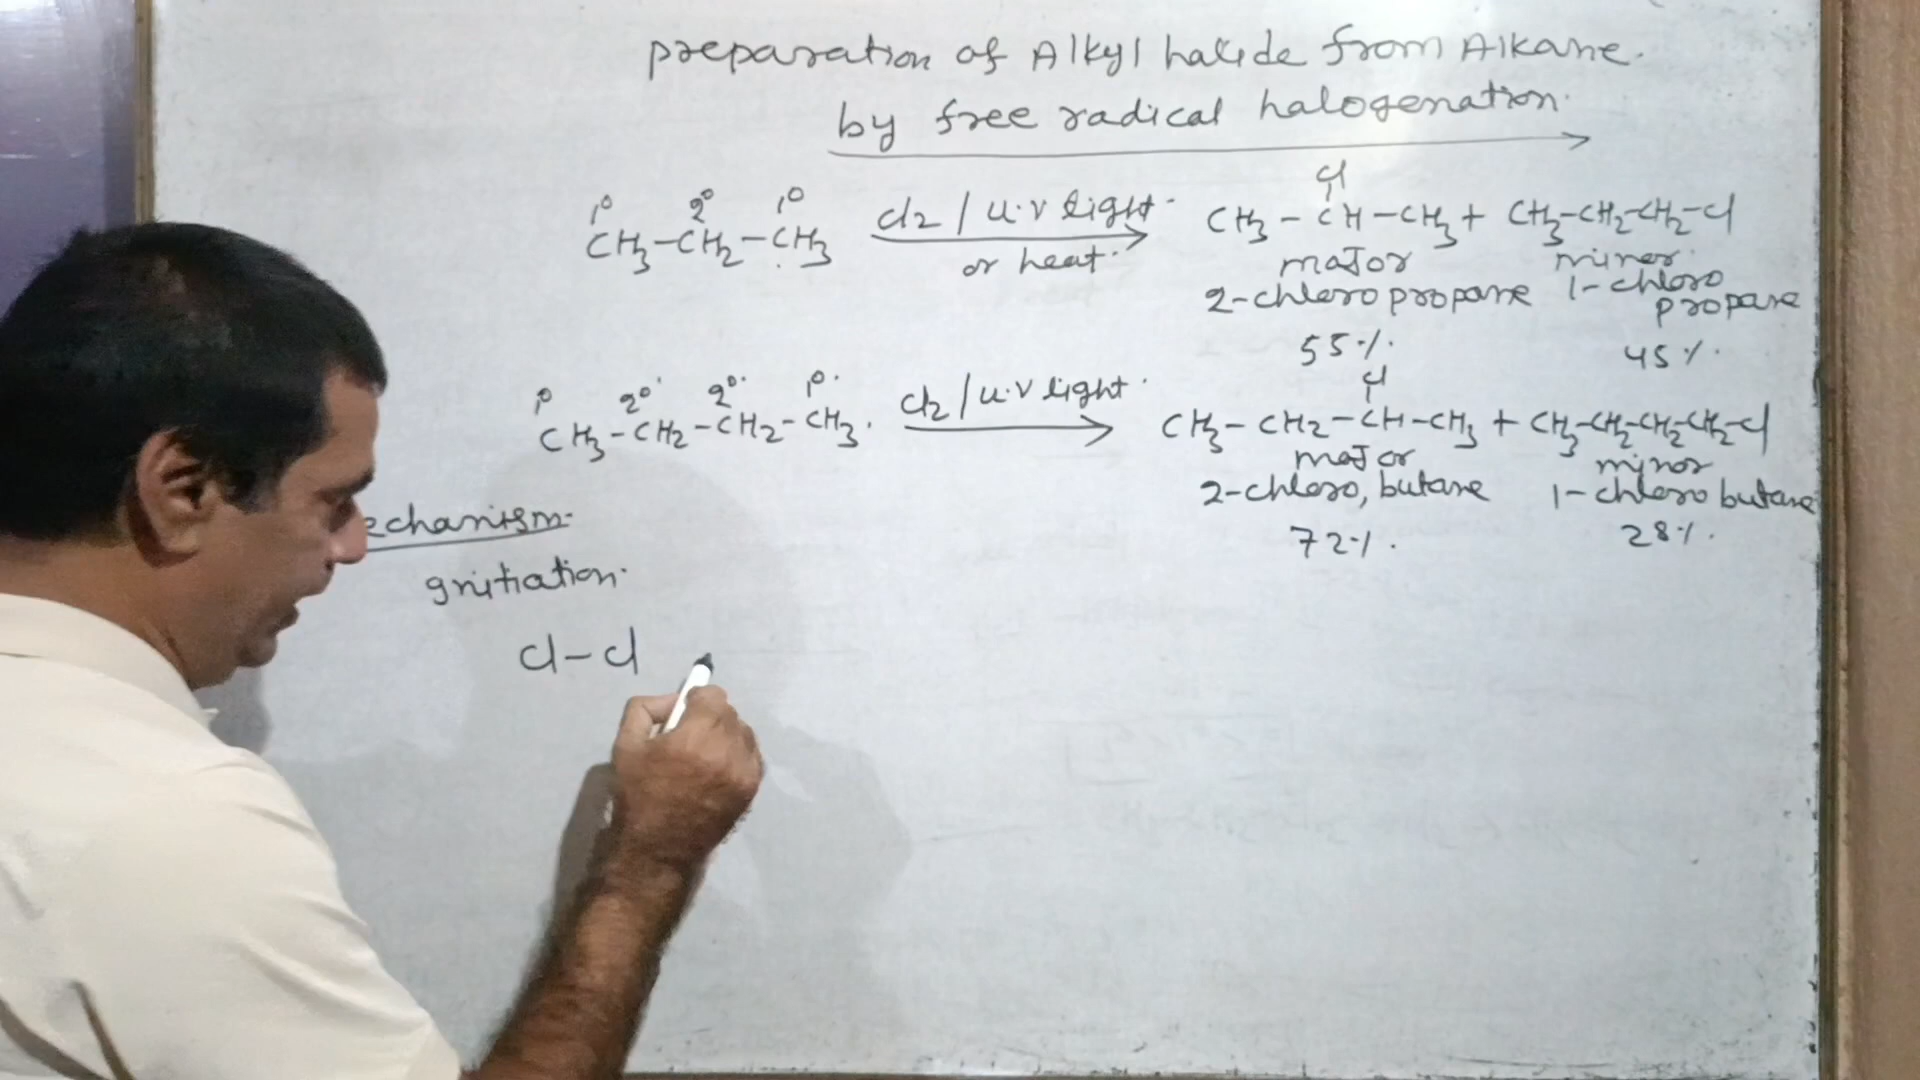 preparation of Alkyl halide from Alkane.
by free radical halogenation.
1° 2° 1°
CH3-CH2-CH3 Cl2 / u.v light. or heat. CH3-CH-CH3 + CH3-CH2-CH2-Cl
Cl
major minor
2-chloro propane 1-chloro propane
55% 45%
1° 2° 2° 1°
CH3-CH2-CH2-CH3. Cl2 / u.v light. CH3-CH2-CH-CH3 + CH3-CH2-CH2-CH2-Cl
Cl
major minor
2-chloro, butane 1-chloro butane
72%. 28%.
echanism-
Initiation.
Cl-Cl